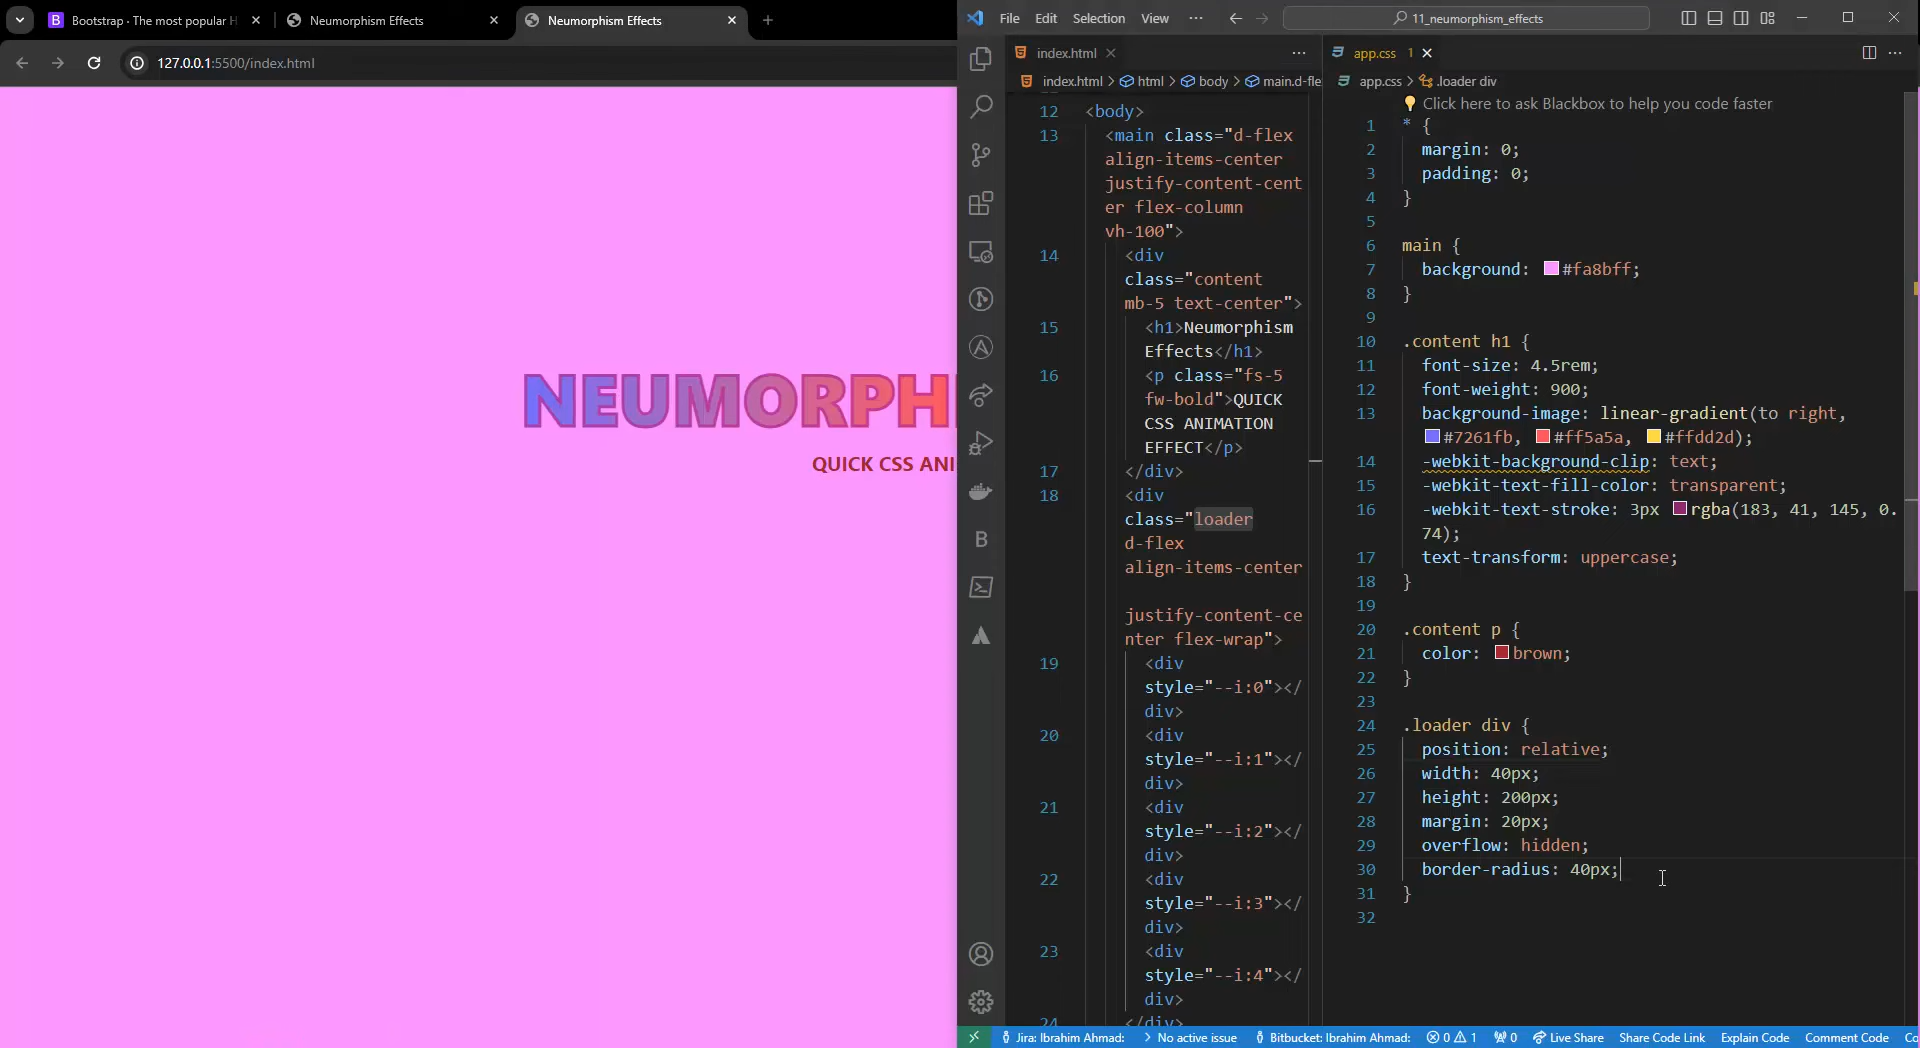 Bootstrap · The most popular H
Neumorphism Effects
Neumorphism Effects
127.0.0.1:5500/index.html
NEUMORPHI
QUICK CSS ANI
File Edit Selection View
11_neumorphism_effects
index.html
index.html > html > body > main.d-fle
12 <body>
13 <main class="d-flex
align-items-center
justify-content-cent
er flex-column
vh-100">
14 <div
class="content
mb-5 text-center">
15 <h1>Neumorphism
Effects</h1>
16 <p class="fs-5
fw-bold">QUICK
CSS ANIMATION
EFFECT</p>
17 </div>
18 <div
class="loader
d-flex
align-items-center
justify-content-ce
nter flex-wrap">
19 <div
style="--i:0"></
div>
20 <div
style="--i:1"></
div>
21 <div
style="--i:2"></
div>
22 <div
style="--i:3"></
div>
23 <div
style="--i:4"></
div>
24 </div>
app.css 1
app.css > .loader div
Click here to ask Blackbox to help you code faster
1 * {
2 margin: 0;
3 padding: 0;
4 }
5
6 main {
7 background: #fa8bff;
8 }
9
10 .content h1 {
11 font-size: 4.5rem;
12 font-weight: 900;
13 background-image: linear-gradient(to right,
#7261fb, #ff5a5a, #ffdd2d);
14 -webkit-background-clip: text;
15 -webkit-text-fill-color: transparent;
16 -webkit-text-stroke: 3px rgba(183, 41, 145, 0.
74);
17 text-transform: uppercase;
18 }
19
20 .content p {
21 color: brown;
22 }
23
24 .loader div {
25 position: relative;
26 width: 40px;
27 height: 200px;
28 margin: 20px;
29 overflow: hidden;
30 border-radius: 40px;
31 }
32
Jira: Ibrahim Ahmad: > No active issue Bitbucket: Ibrahim Ahmad: 0 1 0 Live Share Share Code Link Explain Code Comment Code Co